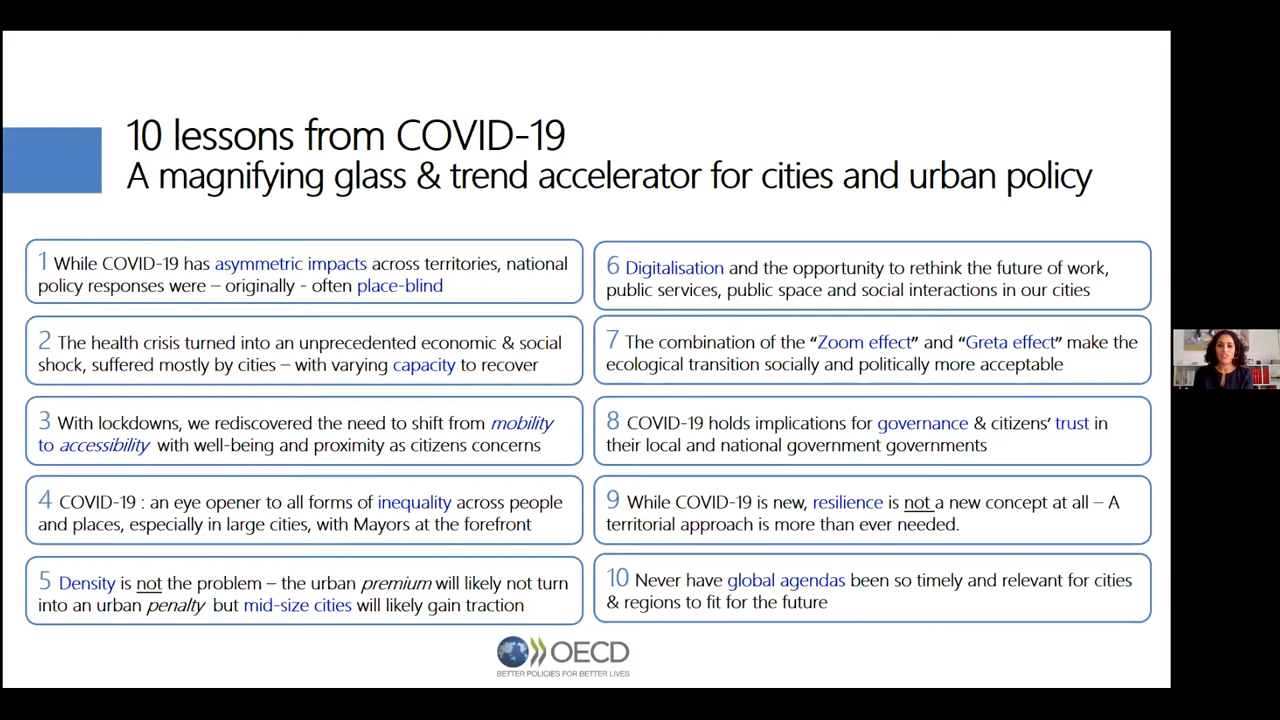 10 lessons from COVID-19
A magnifying glass & trend accelerator for cities and urban policy
1 While COVID-19 has asymmetric impacts across territories, national
policy responses were – originally - often place-blind
2 The health crisis turned into an unprecedented economic & social
shock, suffered mostly by cities – with varying capacity to recover
3 With lockdowns, we rediscovered the need to shift from mobility
to accessibility with well-being and proximity as citizens concerns
4 COVID-19 : an eye opener to all forms of inequality across people
and places, especially in large cities, with Mayors at the forefront
5 Density is not the problem – the urban premium will likely not turn
into an urban penalty but mid-size cities will likely gain traction
6 Digitalisation and the opportunity to rethink the future of work,
public services, public space and social interactions in our cities
7 The combination of the “Zoom effect” and “Greta effect” make the
ecological transition socially and politically more acceptable
8 COVID-19 holds implications for governance & citizens’ trust in
their local and national government governments
9 While COVID-19 is new, resilience is not a new concept at all – A
territorial approach is more than ever needed.
10 Never have global agendas been so timely and relevant for cities
& regions to fit for the future
OECD
BETTER POLICIES FOR BETTER LIVES